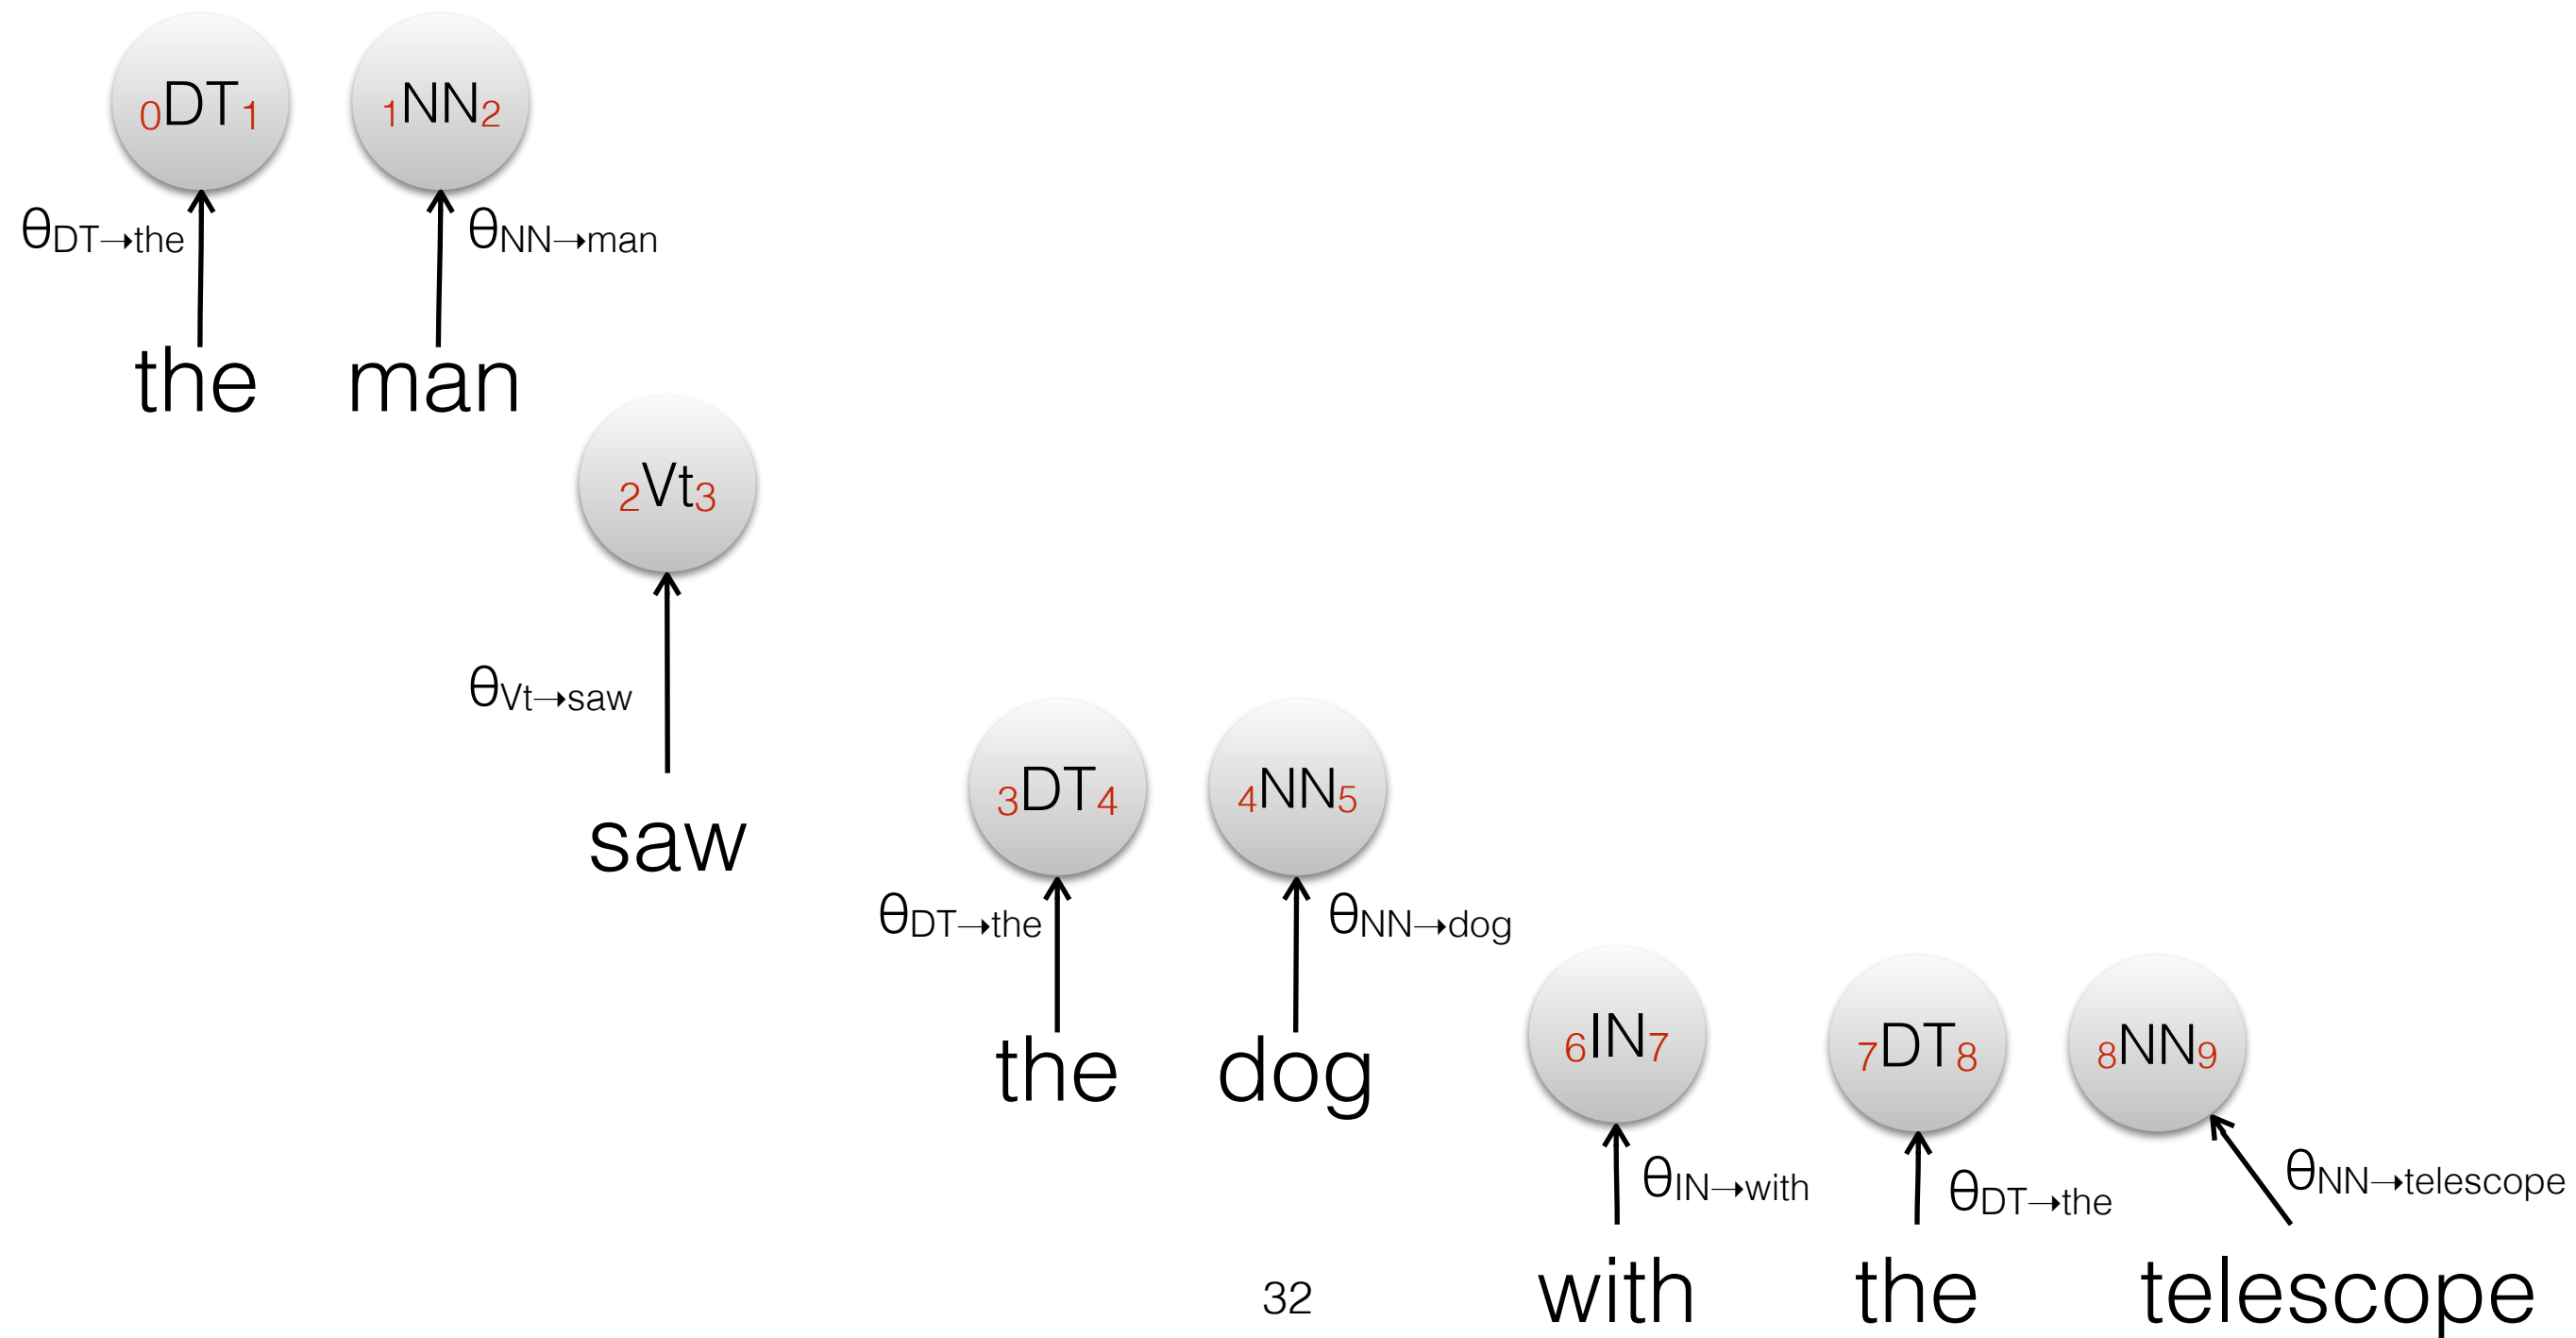 0DT1 1NN2
θDT→the θNN→man
the man
2Vt3
θVt→saw
saw
3DT4 4NN5
θDT→the θNN→dog
the dog
6IN7 7DT8 8NN9
θIN→with θDT→the θNN→telescope
with the telescope
32